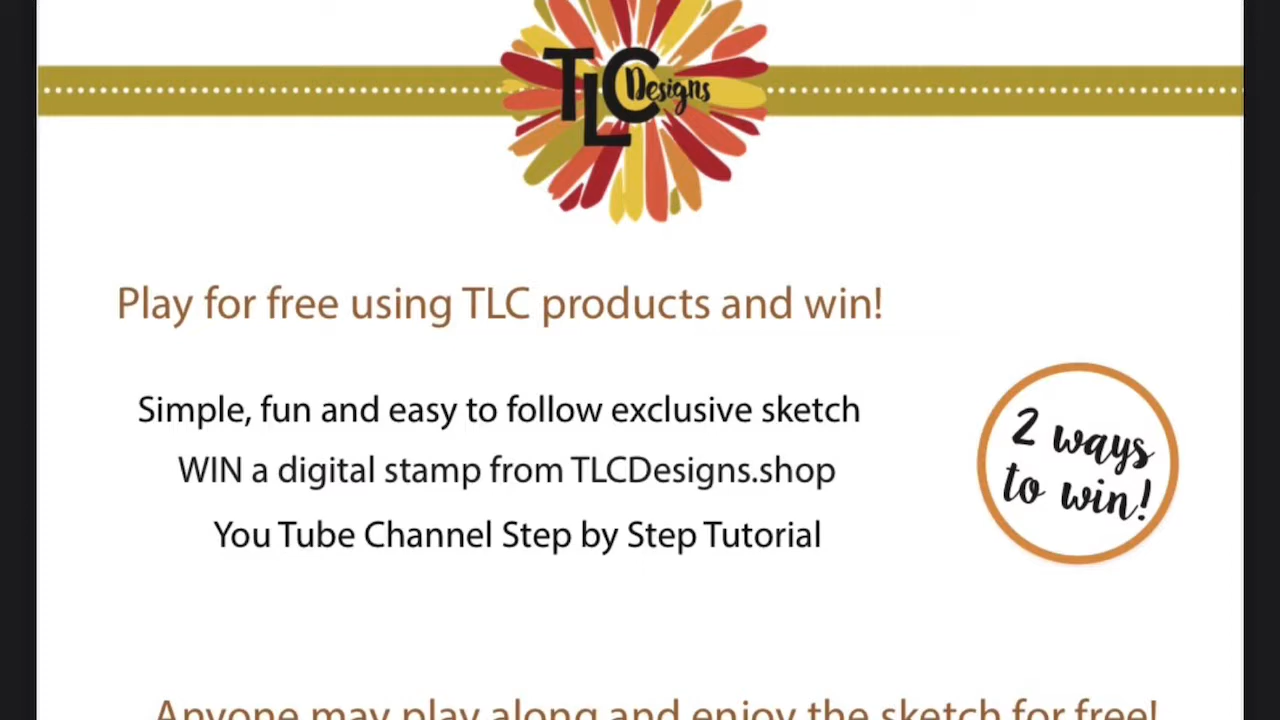 TLC Designs
Play for free using TLC products and win!
Simple, fun and easy to follow exclusive sketch
WIN a digital stamp from TLCDesigns.shop
You Tube Channel Step by Step Tutorial
2 ways
to win!
Anyone may play along and enjoy the sketch for free!